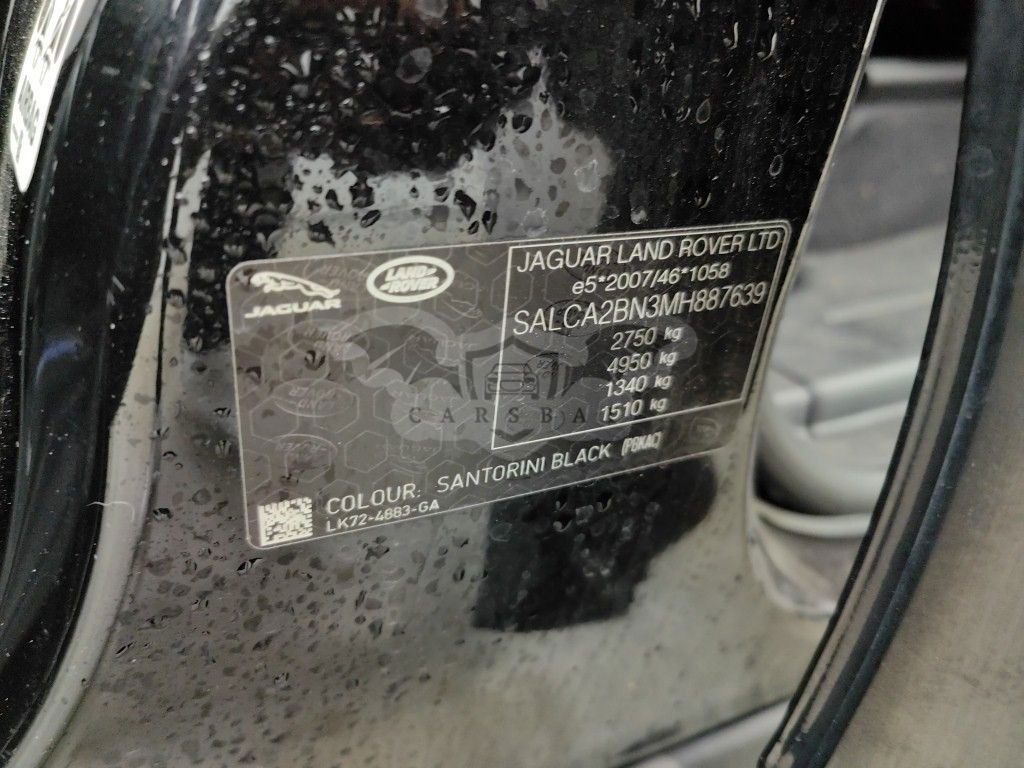 JAGUAR
LAND ROVER
JAGUAR LAND ROVER LTD
e5*2007/46*1058
SALCA2BN3MH887639
2750 kg
4950 kg
1340 kg
1510 kg
CARSBA
COLOUR: SANTORINI BLACK (PBKAC)
LK72-4883-GA